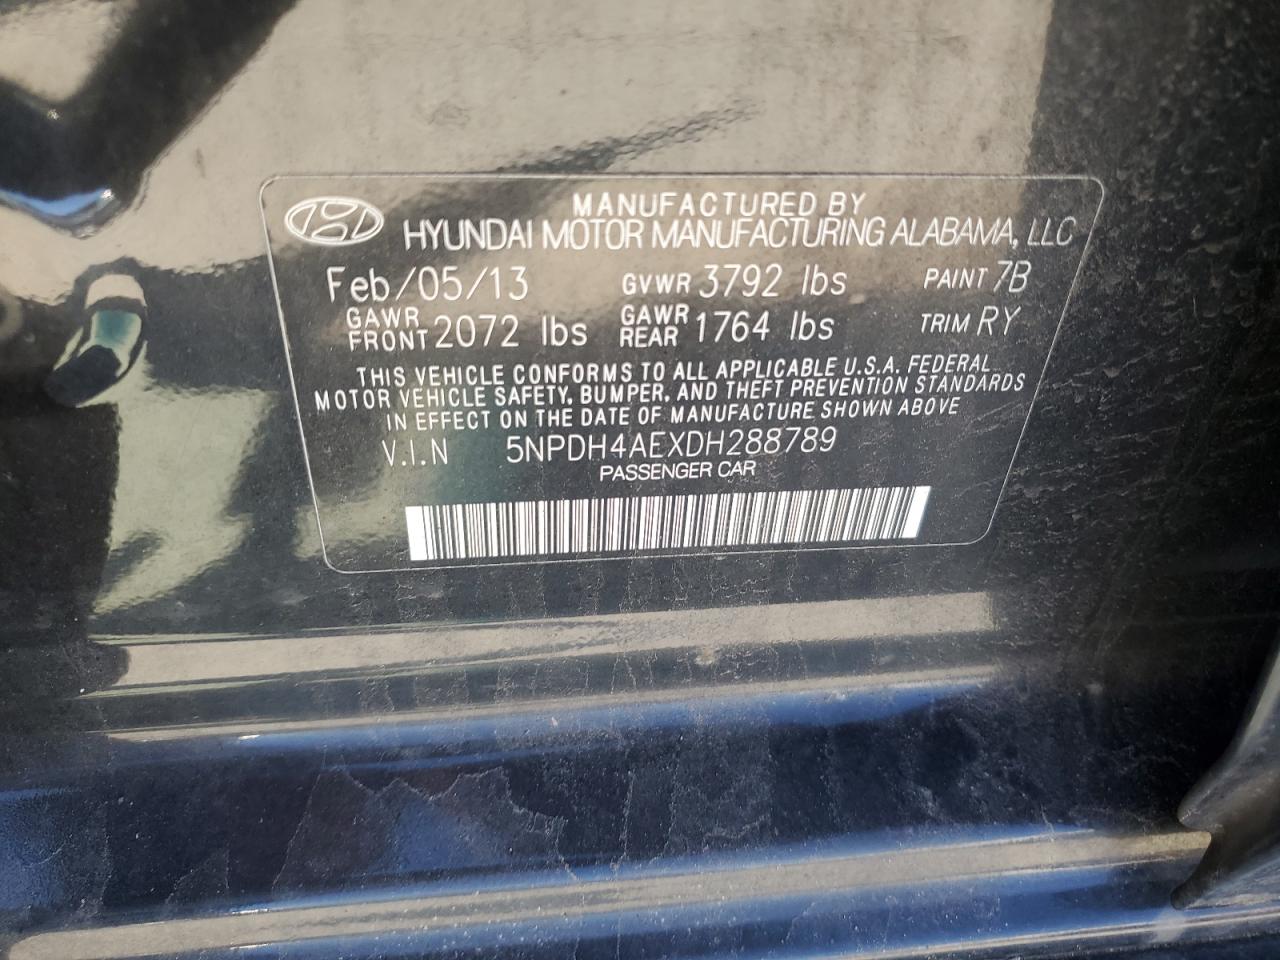 MANUFACTURED BY
HYUNDAI MOTOR MANUFACTURING ALABAMA, LLC
Feb/05/13 GVWR 3792 lbs PAINT 7B
GAWR FRONT 2072 lbs GAWR REAR 1764 lbs TRIM RY
THIS VEHICLE CONFORMS TO ALL APPLICABLE U.S.A. FEDERAL
MOTOR VEHICLE SAFETY, BUMPER, AND THEFT PREVENTION STANDARDS
IN EFFECT ON THE DATE OF MANUFACTURE SHOWN ABOVE
V.I.N 5NPDH4AEXDH288789
PASSENGER CAR